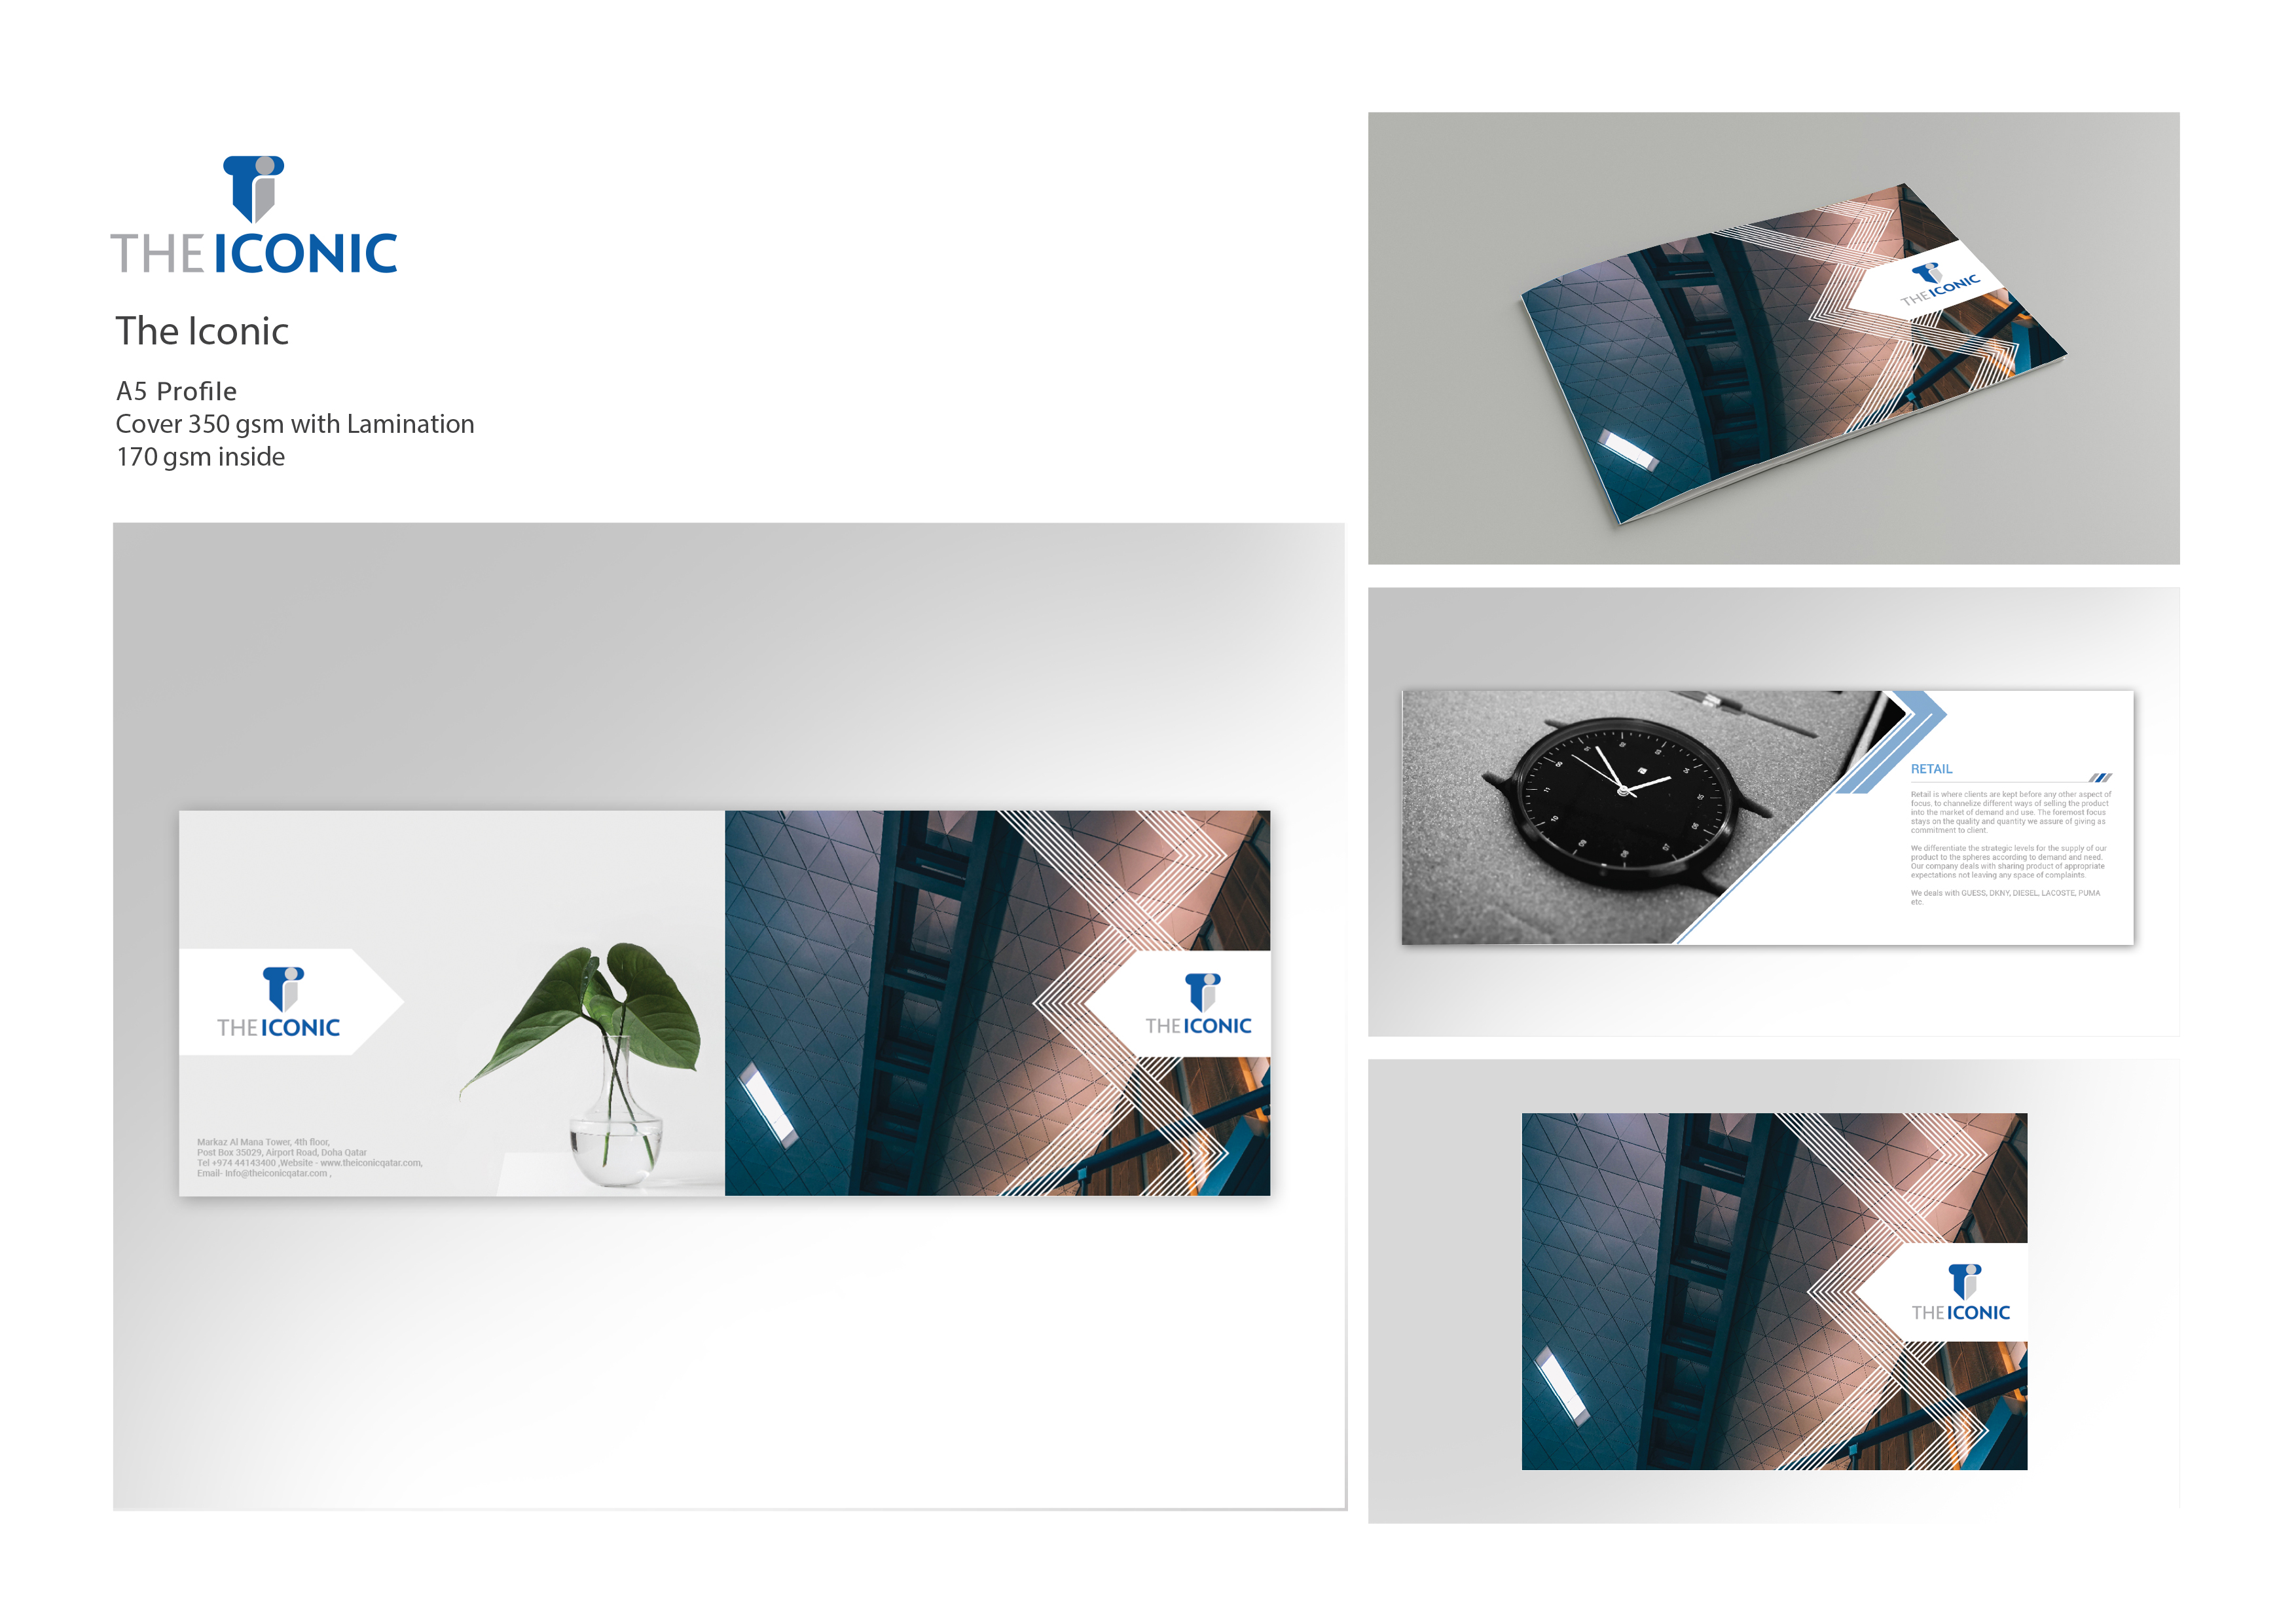 THE ICONIC
The Iconic
A5 Profile
Cover 350 gsm with Lamination
170 gsm inside
THE ICONIC
THE ICONIC
Markaz Al Mana Tower, 4th floor,
Post Box 35029, Airport Road, Doha Qatar
Tel +974 44143400 ,Website - www.theiconicqatar.com,
Email- Info@theiconicqatar.com ,
THE ICONIC
RETAIL
Retail is where clients are kept before any other aspect of
focus, to channelize different ways of selling the product
into the market of demand and use. The foremost focus
stays on the quality and quantity we assure of giving as
commitment to client.
We differentiate the strategic levels for the supply of our
product to the spheres according to demand and need.
Our company deals with sharing product of appropriate
expectations not leaving any space of complaints.
We deals with GUESS, DKNY, DIESEL, LACOSTE, PUMA
etc.
THE ICONIC